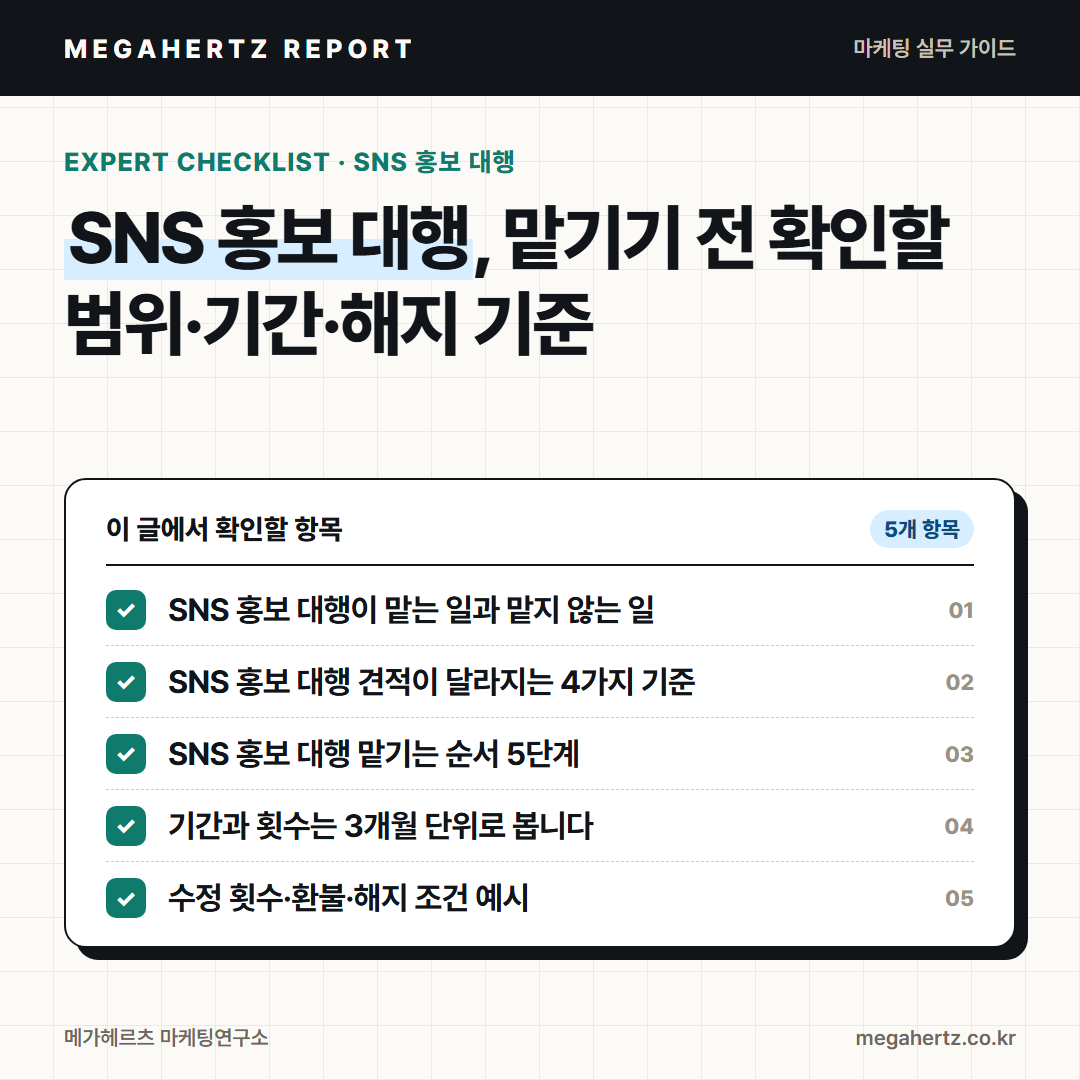 MEGAHERTZ REPORT
마케팅 실무 가이드
EXPERT CHECKLIST · SNS 홍보 대행
SNS 홍보 대행, 맡기기 전 확인할
범위·기간·해지 기준
이 글에서 확인할 항목
5개 항목
SNS 홍보 대행이 맡는 일과 맡지 않는 일
01
SNS 홍보 대행 견적이 달라지는 4가지 기준
02
SNS 홍보 대행 맡기는 순서 5단계
03
기간과 횟수는 3개월 단위로 봅니다
04
수정 횟수·환불·해지 조건 예시
05
메가헤르츠 마케팅연구소
megahertz.co.kr